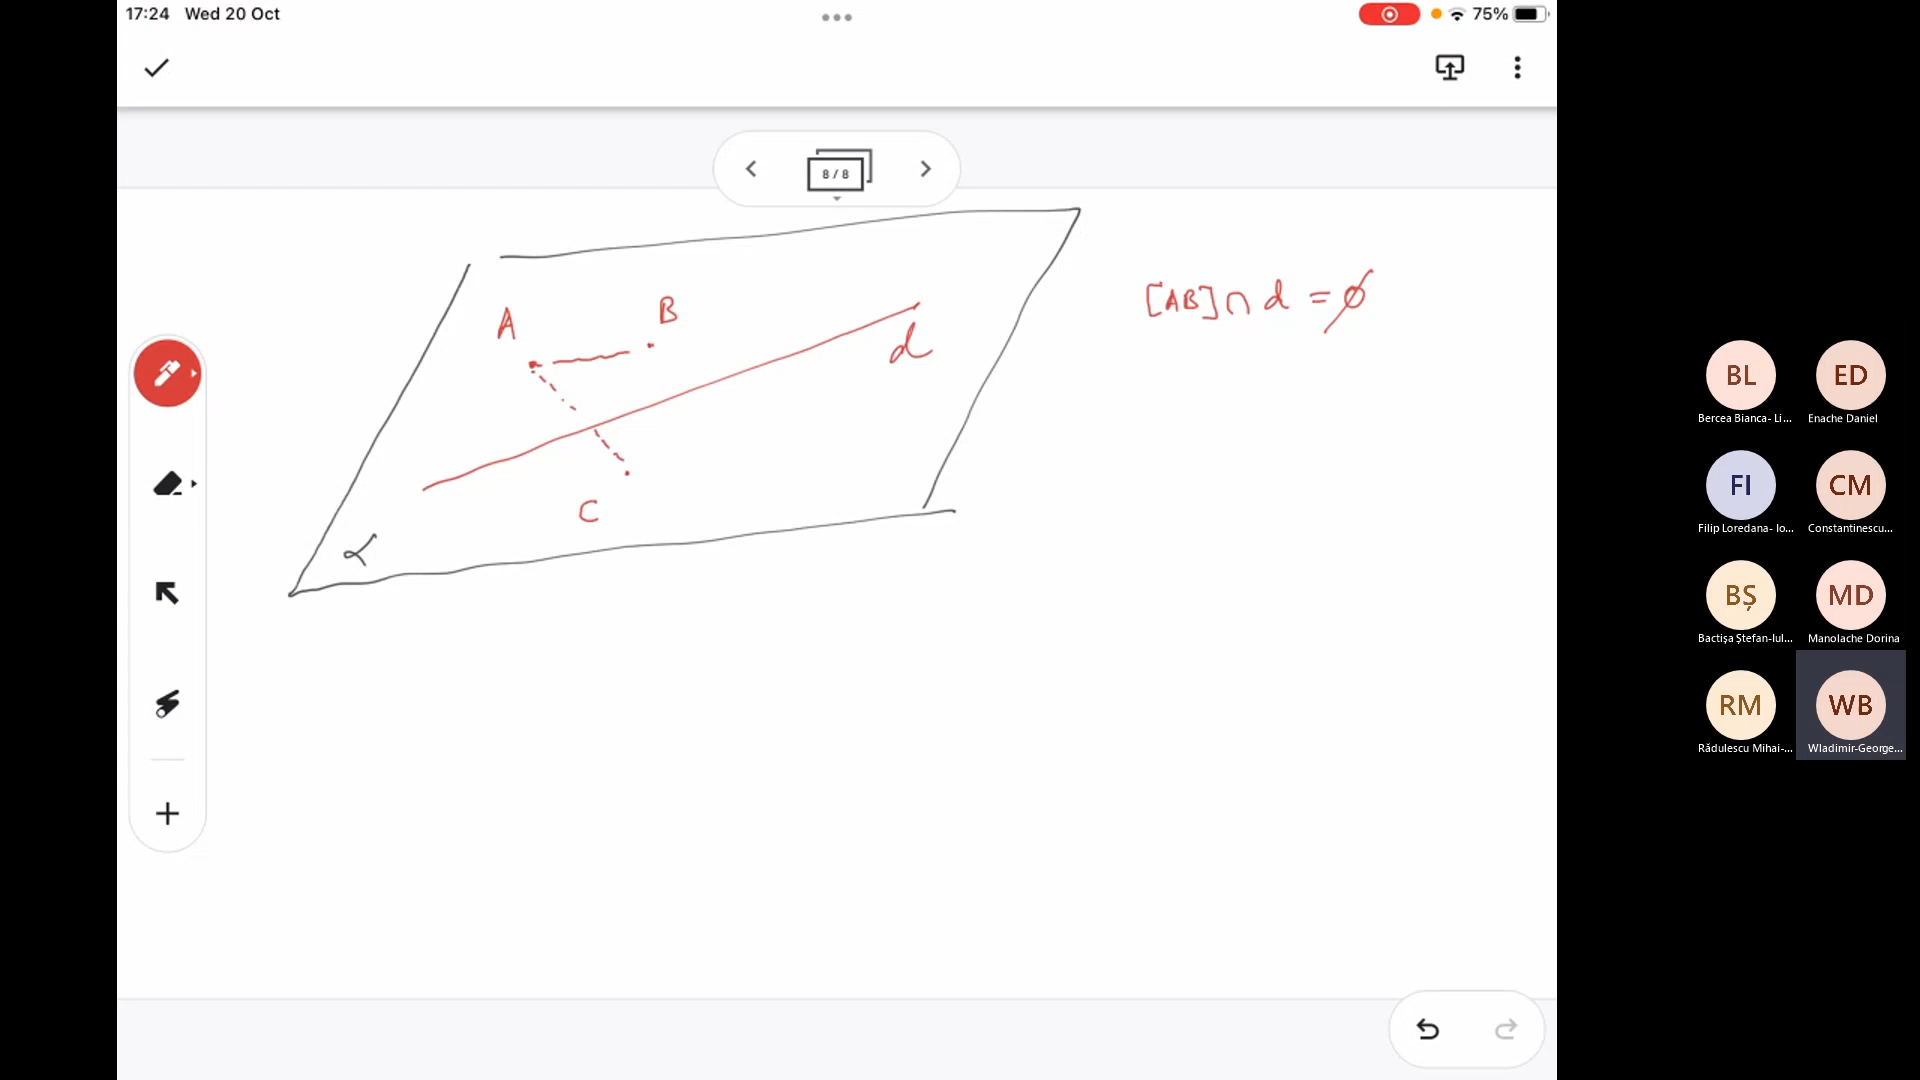 17:24 Wed 20 Oct
75%
8 / 8
A
B
[AB] ∩ d = ∅
d
C
α
BL
ED
Bercea Bianca- Li...
Enache Daniel
FI
CM
Filip Loredana- Io...
Constantinescu...
BȘ
MD
Bactișa Ștefan-Iul...
Manolache Dorina
RM
WB
Rădulescu Mihai-...
Wladimir-George...